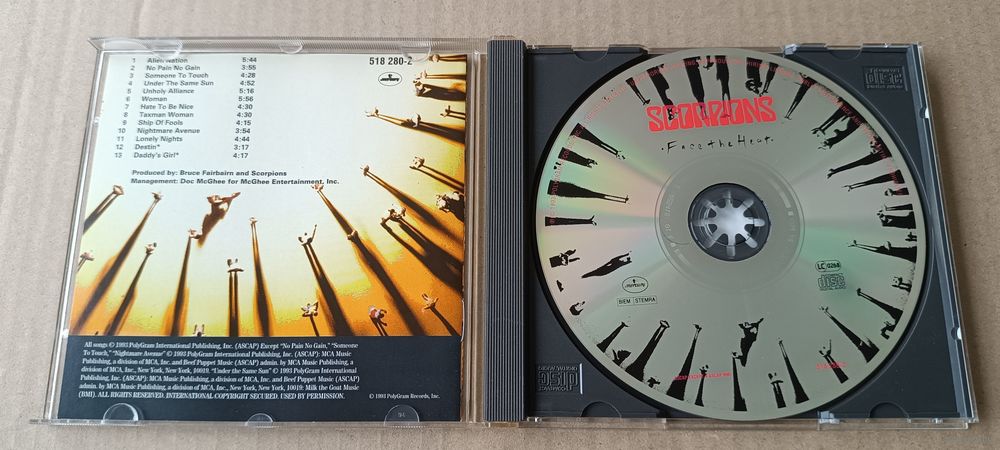 518 280-2
1 Alien Nation 5:44
2 No Pain No Gain 3:55
3 Someone To Touch 4:28
4 Under The Same Sun 4:52
5 Unholy Alliance 5:16
6 Woman 5:56
7 Hate To Be Nice 4:30
8 Taxman Woman 4:30
9 Ship Of Fools 4:15
10 Nightmare Avenue 3:54
11 Lonely Nights 4:44
12 Destin* 3:17
13 Daddy's Girl* 4:17
Produced by: Bruce Fairbairn and Scorpions
Management: Doc McGhee for McGhee Entertainment, Inc.
All songs © 1993 PolyGram International Publishing, Inc. (ASCAP) Except "No Pain No Gain," "Someone
To Touch," "Nightmare Avenue" © 1993 PolyGram International Publishing, Inc. (ASCAP): MCA Music
Publishing, a division of MCA, Inc. and Beef Puppet Music (ASCAP) admin. by MCA Music Publishing, a
division of MCA, Inc., New York, New York, 10019. "Under the Same Sun" © 1993 PolyGram International
Publishing, Inc. (ASCAP): MCA Music Publishing, a division of MCA, Inc. and Beef Puppet Music (ASCAP)
admin. by MCA Music Publishing, a division of MCA, Inc., New York, New York, 10019: Milk the Goat Music
(BMI). ALL RIGHTS RESERVED. INTERNATIONAL COPYRIGHT SECURED. USED BY PERMISSION.
© 1993 PolyGram Records, Inc.
SCORPIONS
Face the Heat
mercury
BIEM STEMRA
LC 0268
disc
disc
disc